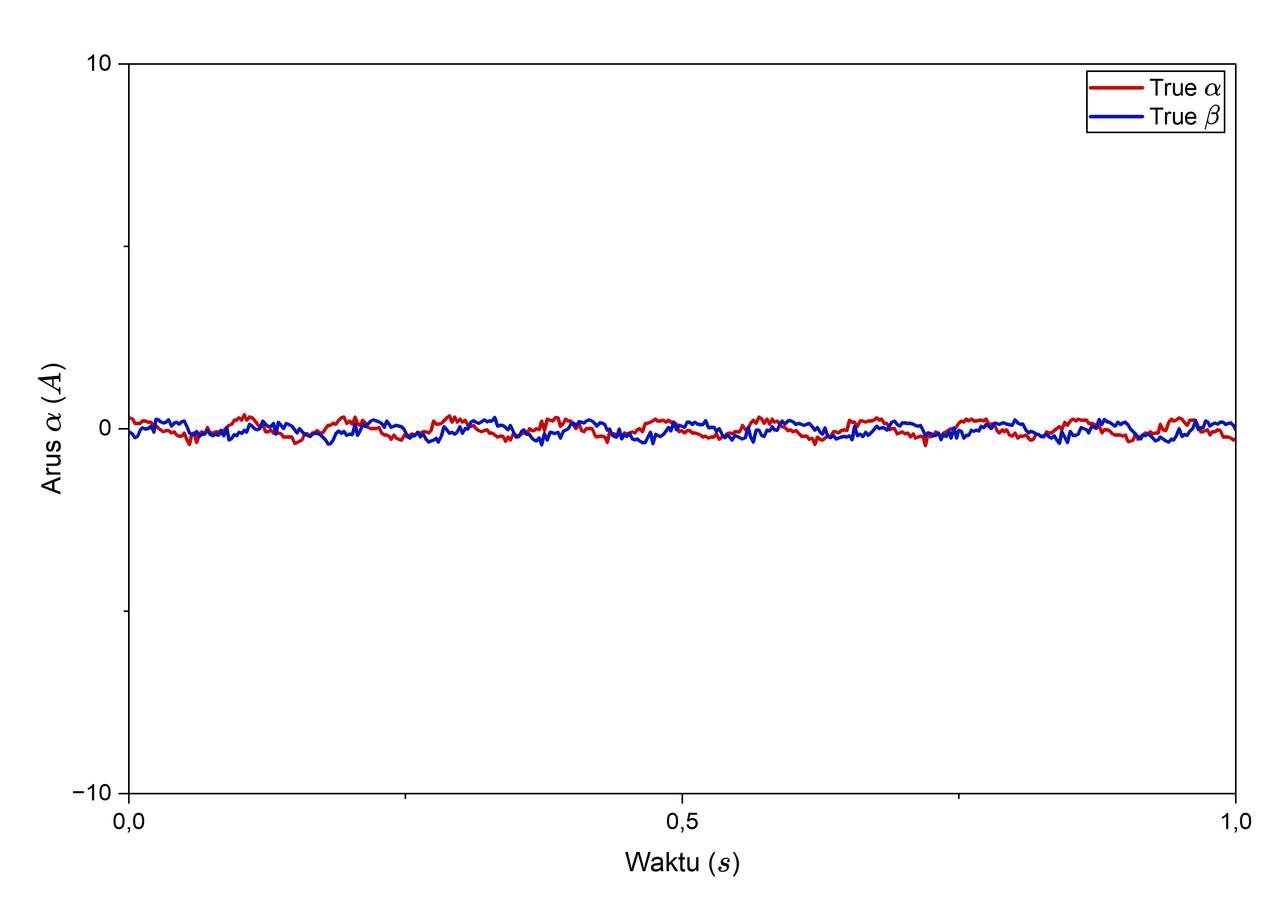 10
True α
True β
0
Arus α (A)
−10
0,0
0,5
1,0
Waktu (s)